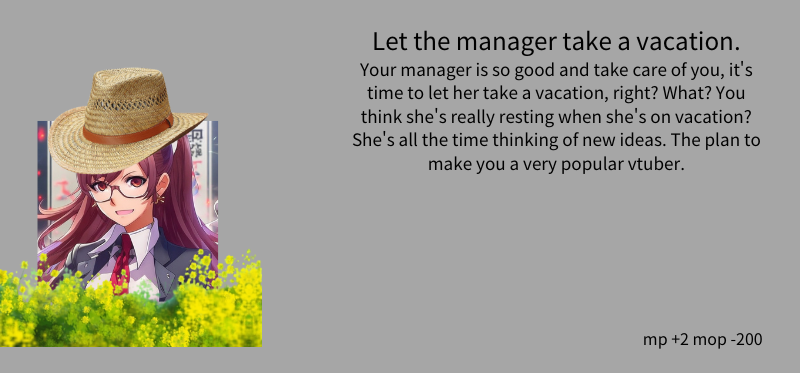 Let the manager take a vacation.
Your manager is so good and take care of you, it's
time to let her take a vacation, right? What? You
think she's really resting when she's on vacation?
She's all the time thinking of new ideas. The plan to
make you a very popular vtuber.
mp +2 mop -200